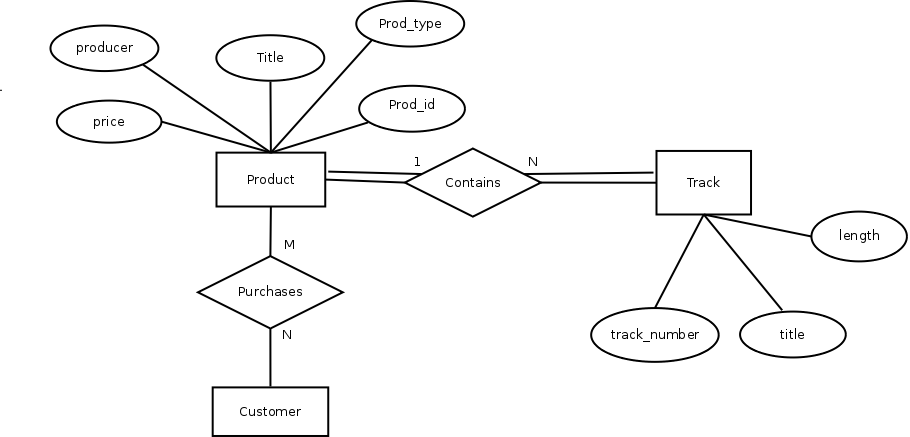 Prod_type
producer
Title
Prod_id
price
1
N
Product
Contains
Track
length
M
Purchases
N
track_number
title
Customer